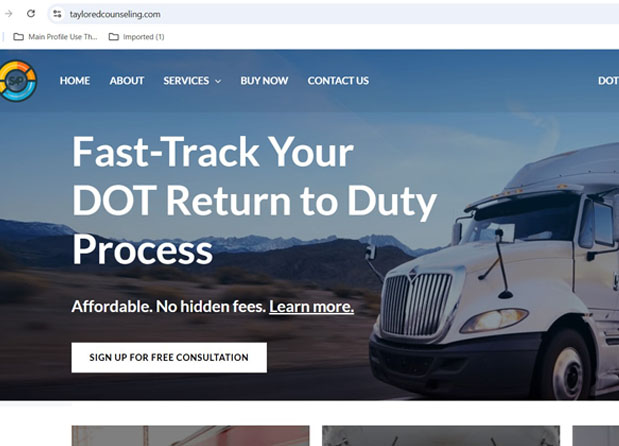 tayloredcounseling.com
Main Profile Use Th...
Imported (1)
HOME ABOUT SERVICES BUY NOW CONTACT US DOT
Fast-Track Your
DOT Return to Duty
Process
Affordable. No hidden fees. Learn more.
SIGN UP FOR FREE CONSULTATION